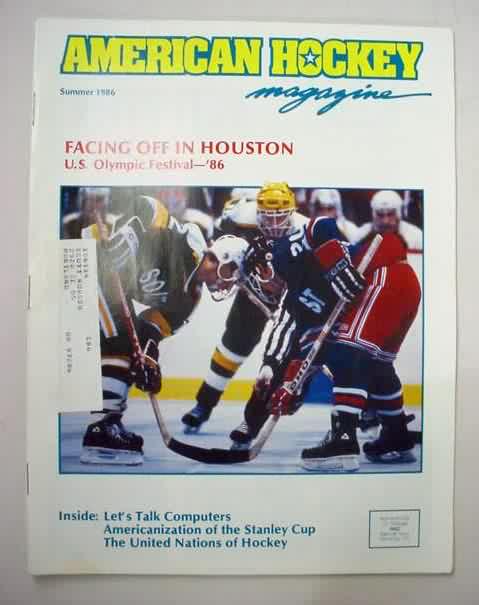 AMERICAN HOCKEY
magazine
Summer 1986
FACING OFF IN HOUSTON
U.S. Olympic Festival—'86
Inside: Let's Talk Computers
Americanization of the Stanley Cup
The United Nations of Hockey